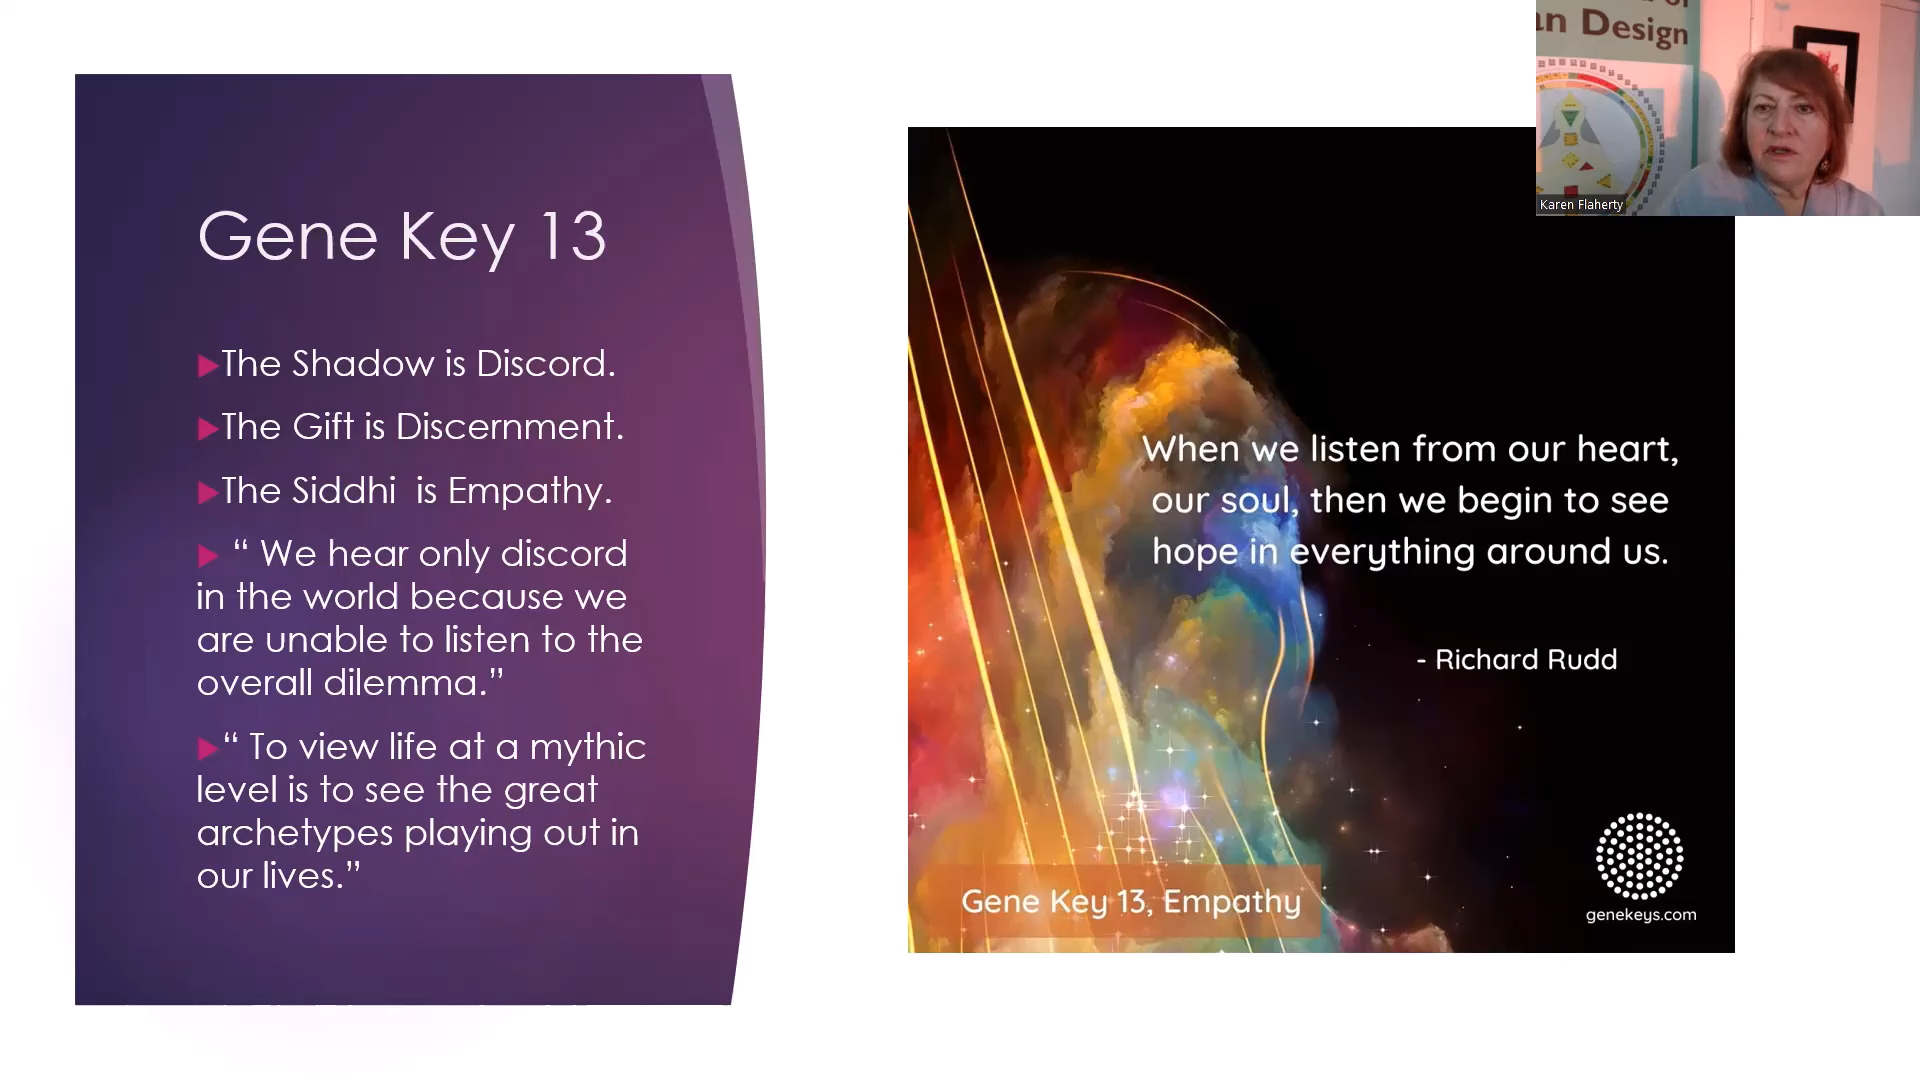 Gene Key 13
The Shadow is Discord.
The Gift is Discernment.
The Siddhi is Empathy.
“ We hear only discord
in the world because we
are unable to listen to the
overall dilemma.”
“ To view life at a mythic
level is to see the great
archetypes playing out in
our lives.”
When we listen from our heart,
our soul, then we begin to see
hope in everything around us.
- Richard Rudd
Gene Key 13, Empathy
genekeys.com
Design
Karen Flaherty